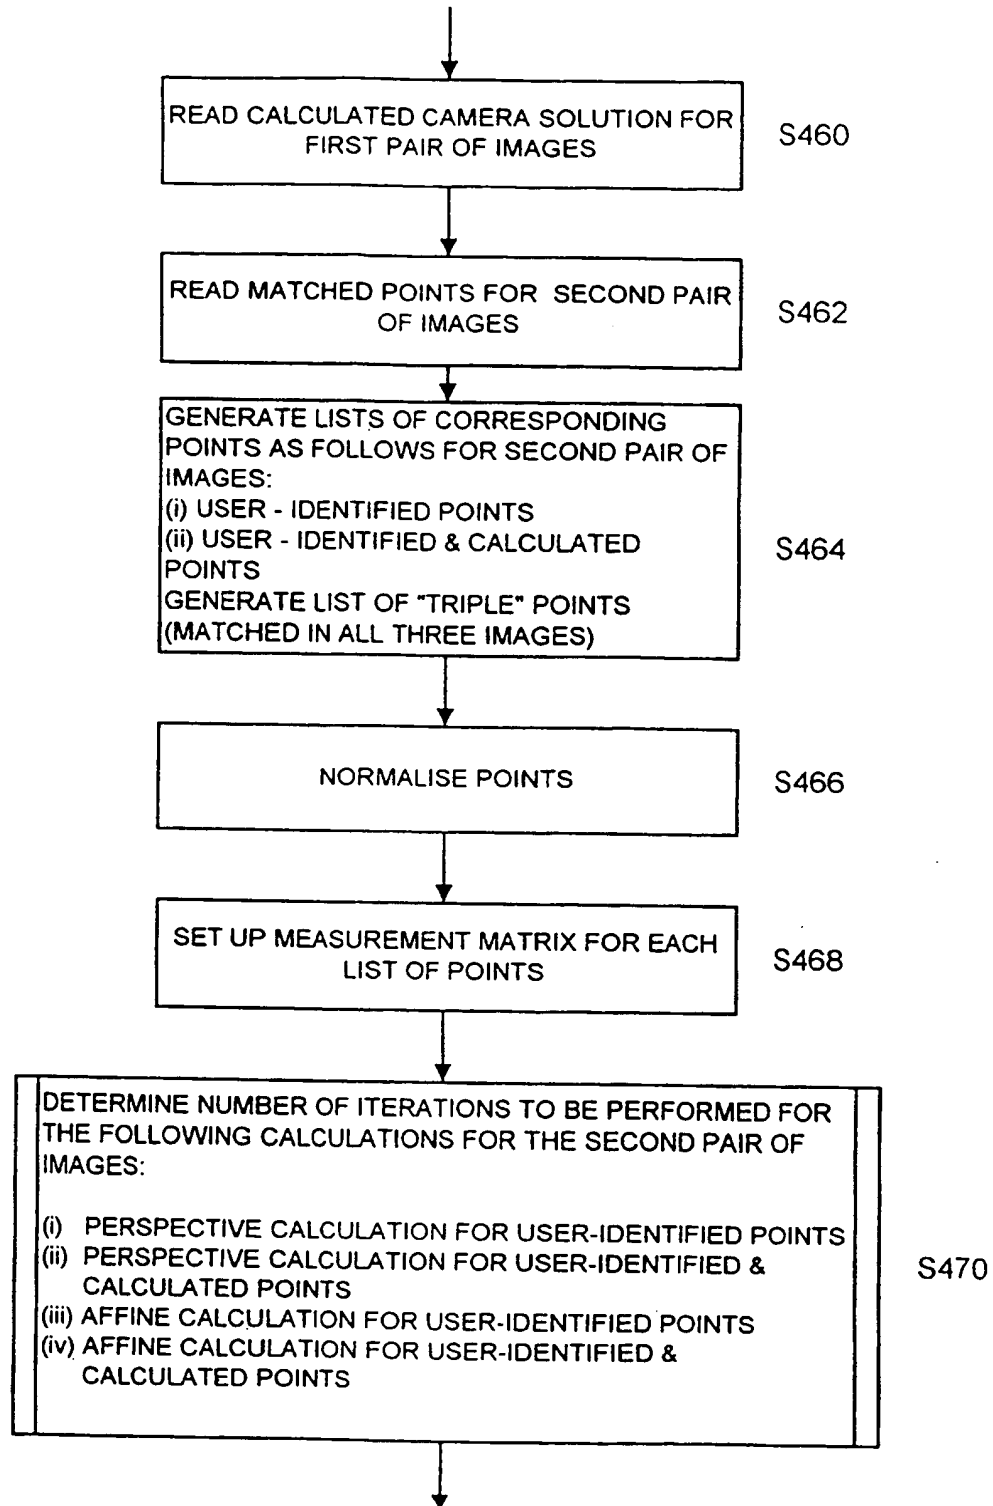 READ CALCULATED CAMERA SOLUTION FOR
FIRST PAIR OF IMAGES
S460
READ MATCHED POINTS FOR SECOND PAIR
OF IMAGES
S462
GENERATE LISTS OF CORRESPONDING
POINTS AS FOLLOWS FOR SECOND PAIR OF
IMAGES:
(i) USER - IDENTIFIED POINTS
(ii) USER - IDENTIFIED & CALCULATED
POINTS
GENERATE LIST OF "TRIPLE" POINTS
(MATCHED IN ALL THREE IMAGES)
S464
NORMALISE POINTS
S466
SET UP MEASUREMENT MATRIX FOR EACH
LIST OF POINTS
S468
DETERMINE NUMBER OF ITERATIONS TO BE PERFORMED FOR
THE FOLLOWING CALCULATIONS FOR THE SECOND PAIR OF
IMAGES:
(i) PERSPECTIVE CALCULATION FOR USER-IDENTIFIED POINTS
(ii) PERSPECTIVE CALCULATION FOR USER-IDENTIFIED &
CALCULATED POINTS
(iii) AFFINE CALCULATION FOR USER-IDENTIFIED POINTS
(iv) AFFINE CALCULATION FOR USER-IDENTIFIED &
CALCULATED POINTS
S470